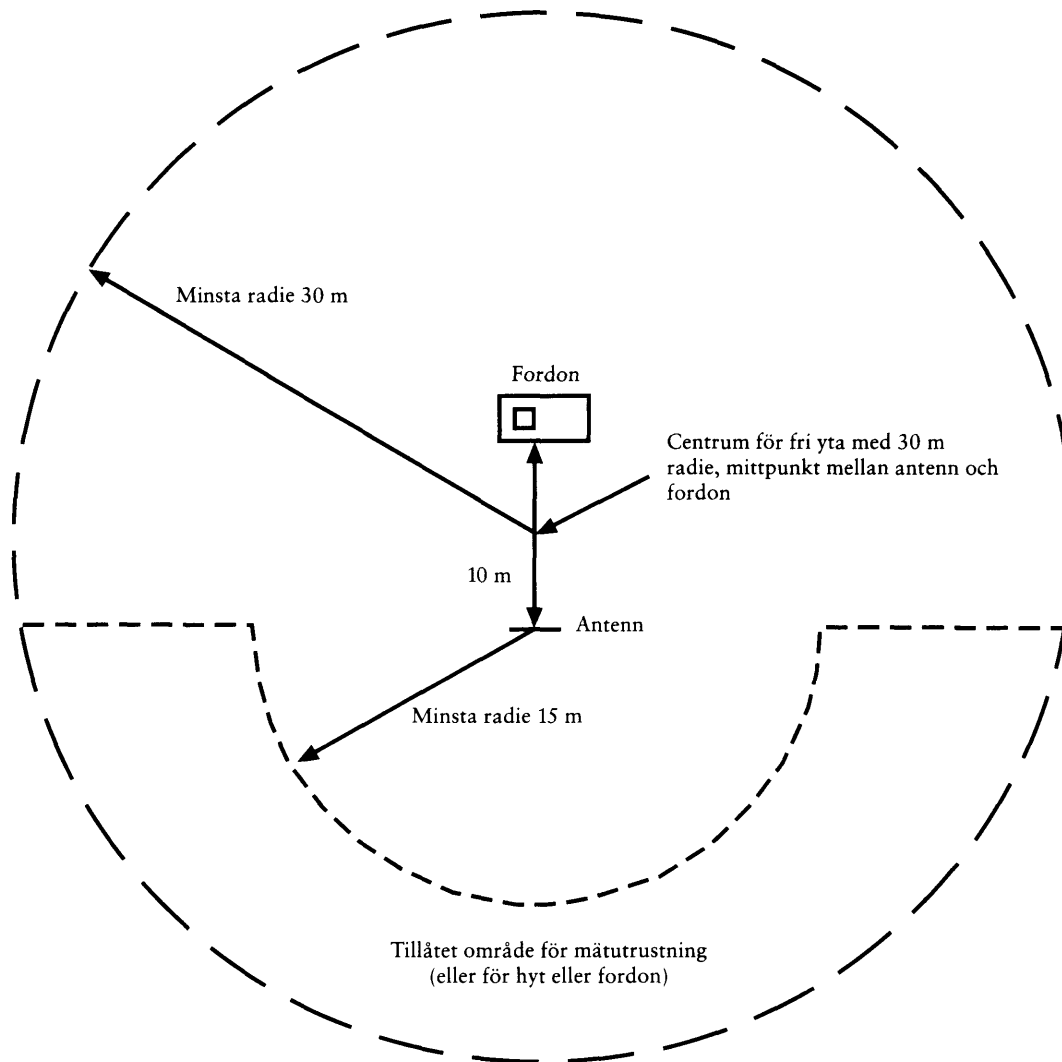 Minsta radie 30 m
Fordon
Centrum för fri yta med 30 m
radie, mittpunkt mellan antenn och
fordon
10 m
Antenn
Minsta radie 15 m
Tillåtet område för mätutrustning
(eller för hyt eller fordon)